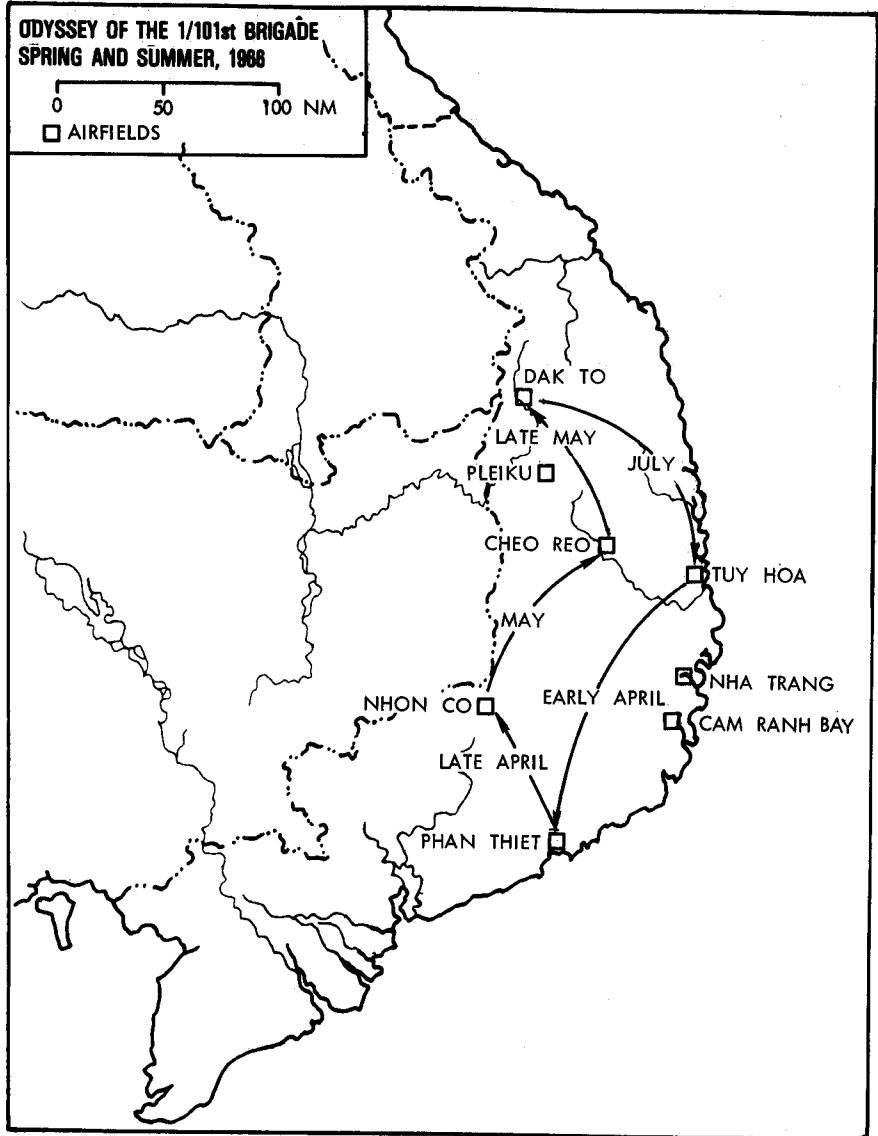 ODYSSEY OF THE 1/101st BRIGADE
SPRING AND SUMMER, 1966
0 50 100 NM
AIRFIELDS
DAK TO
LATE MAY
JULY
PLEIKU
CHEO REO
TUY HOA
MAY
NHA TRANG
EARLY APRIL
NHON CO
CAM RANH BAY
LATE APRIL
PHAN THIET